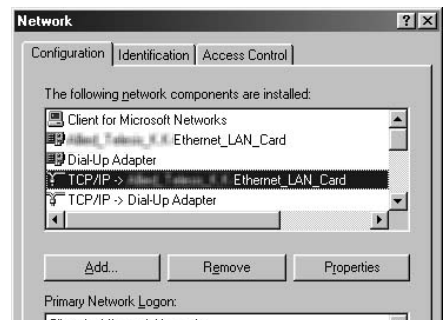 Network
Configuration Identification Access Control
The following network components are installed:
Client for Microsoft Networks
Ethernet_LAN_Card
Dial-Up Adapter
TCP/IP -> Ethernet_LAN_Card
TCP/IP -> Dial-Up Adapter
Add... Remove Properties
Primary Network Logon: